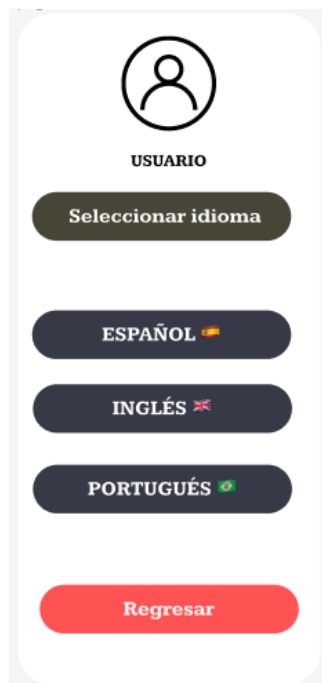 USUARIO
Seleccionar idioma
ESPAÑOL 🇪🇸
INGLÉS 🇬🇧
PORTUGUÉS 🇧🇷
Regresar